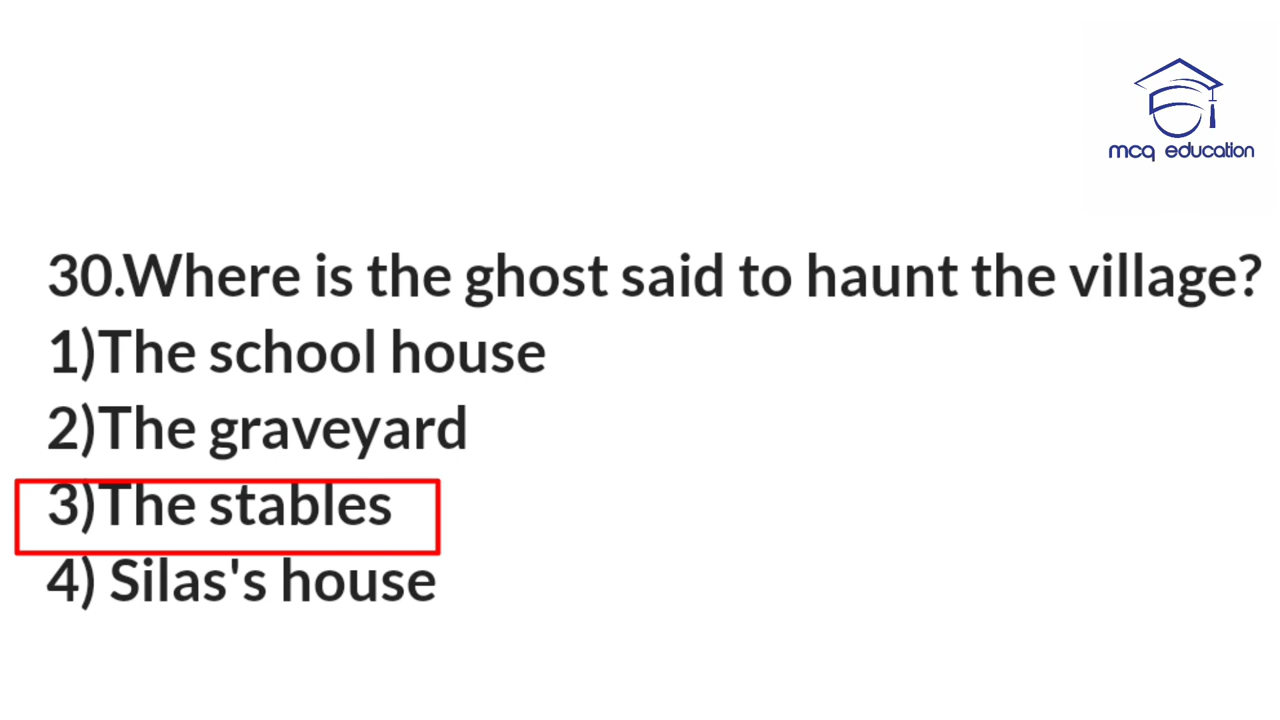 mcq education
30.Where is the ghost said to haunt the village?
1)The school house
2)The graveyard
3)The stables
4) Silas's house